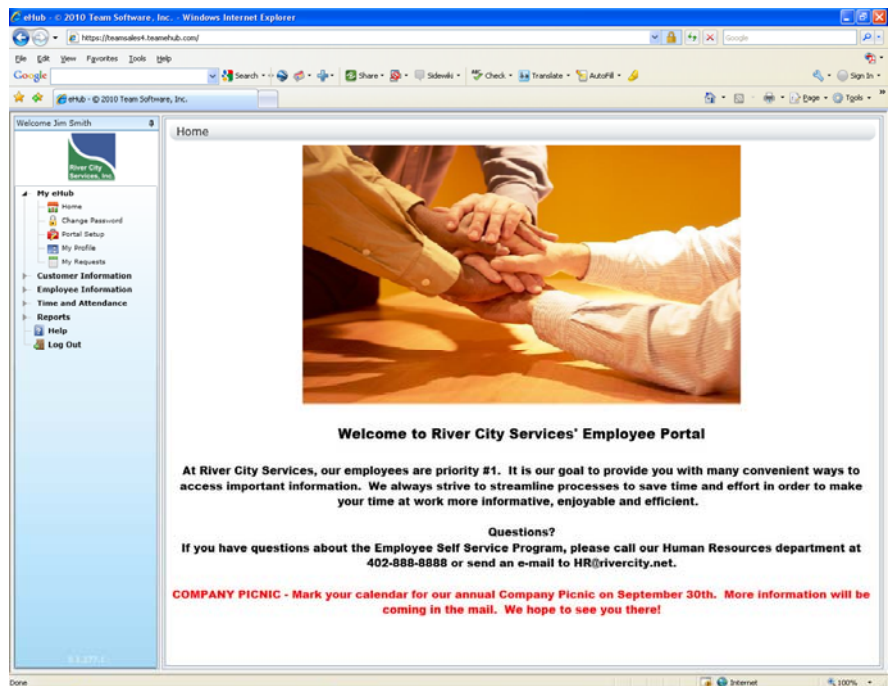 eHub - © 2010 Team Software, Inc. - Windows Internet Explorer
https://teamsales4.teamehub.com/
Google
File Edit View Favorites Tools Help
Google Search Share Sidewiki Check Translate AutoFill Sign In
eHub - © 2010 Team Software, Inc. Page Tools
Welcome Jim Smith
Home
River City
Services, Inc
My eHub
Home
Change Password
Portal Setup
My Profile
My Requests
Customer Information
Employee Information
Time and Attendance
Reports
Help
Log Out
Welcome to River City Services' Employee Portal
At River City Services, our employees are priority #1. It is our goal to provide you with many convenient ways to
access important information. We always strive to streamline processes to save time and effort in order to make
your time at work more informative, enjoyable and efficient.
Questions?
If you have questions about the Employee Self Service Program, please call our Human Resources department at
402-888-8888 or send an e-mail to HR@rivercity.net.
COMPANY PICNIC - Mark your calendar for our annual Company Picnic on September 30th. More information will be
coming in the mail. We hope to see you there!
Done Internet 100%